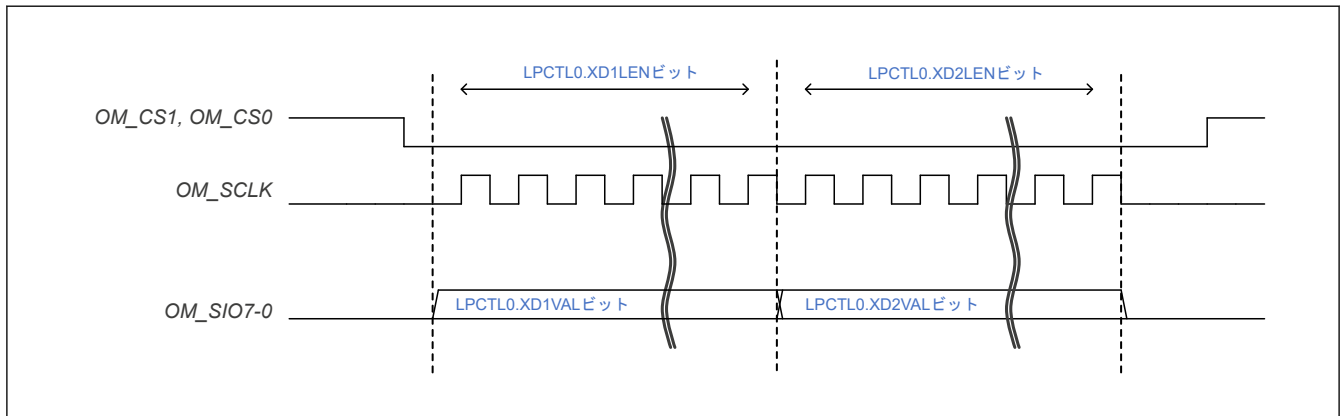 LPCTL0.XD1LENビット
LPCTL0.XD2LENビット
OM_CS1, OM_CS0
OM_SCLK
OM_SIO7-0
LPCTL0.XD1VALビット
LPCTL0.XD2VALビット